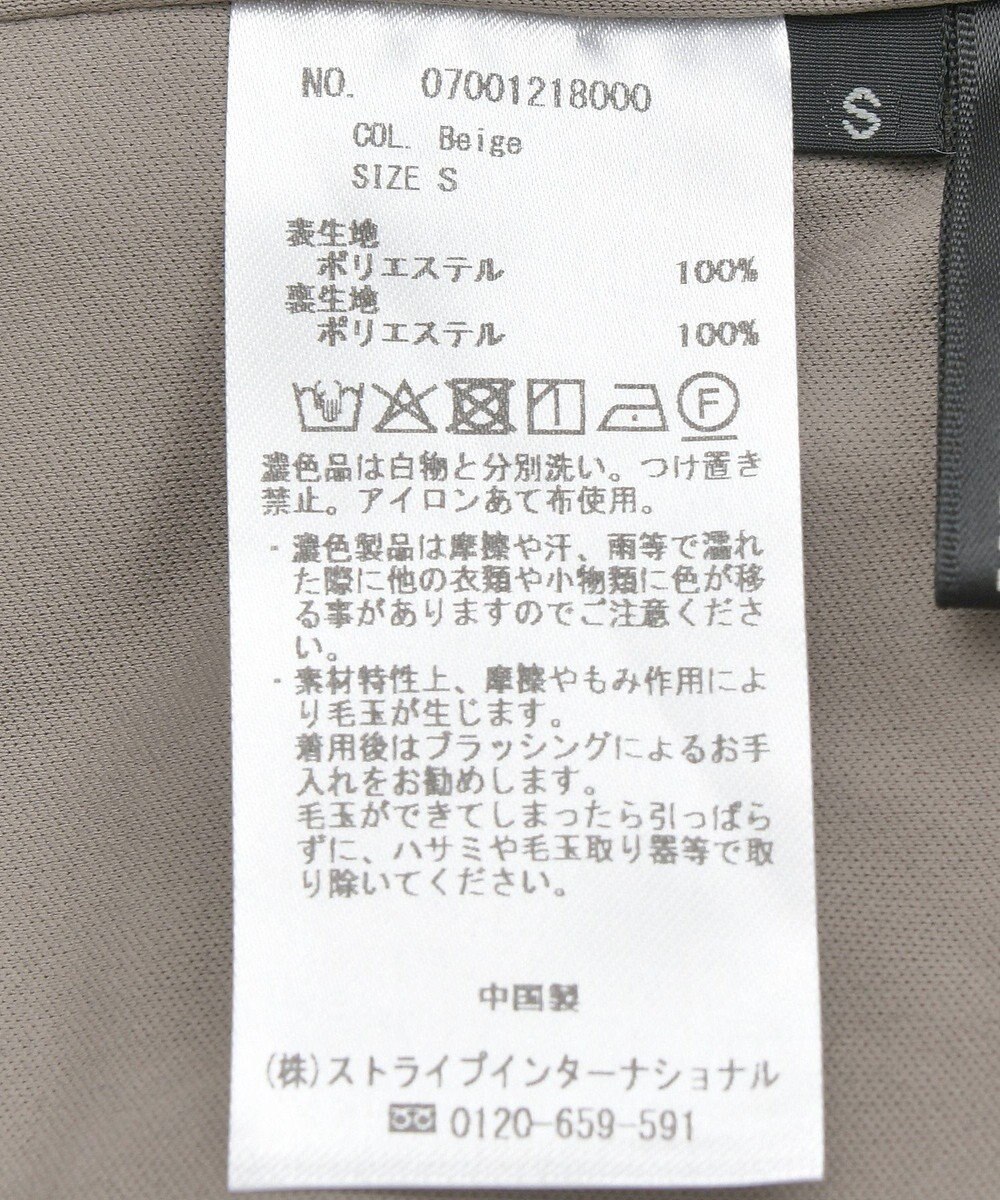 NO. 07001218000
S
COL. Beige
SIZE S
表生地
ポリエステル 100%
裏生地
ポリエステル 100%
F
濃色品は白物と分別洗い。つけ置き
禁止。アイロンあて布使用。
・濃色製品は摩擦や汗、雨等で濡れ
た際に他の衣類や小物類に色が移
る事がありますのでご注意くださ
い。
・素材特性上、摩擦やもみ作用によ
り毛玉が生じます。
着用後はブラッシングによるお手
入れをお勧めします。
毛玉ができてしまったら引っぱら
ずに、ハサミや毛玉取り器等で取
り除いてください。
中国製
(株)ストライプインターナショナル
0120-659-591